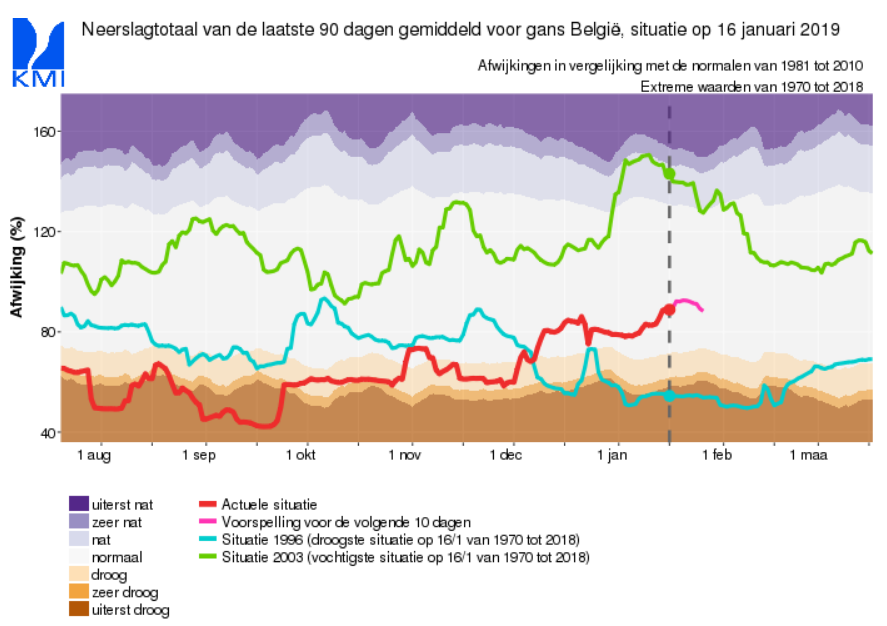 Neerslagtotaal van de laatste 90 dagen gemiddeld voor gans België, situatie op 16 januari 2019
KMI
Afwijkingen in vergelijking met de normalen van 1981 tot 2010
Extreme waarden van 1970 tot 2018
Afwijking (%)
160
120
80
40
1 aug 1 sep 1 okt 1 nov 1 dec 1 jan 1 feb 1 maa
uiterst nat
zeer nat
nat
normaal
droog
zeer droog
uiterst droog
Actuele situatie
Voorspelling voor de volgende 10 dagen
Situatie 1996 (droogste situatie op 16/1 van 1970 tot 2018)
Situatie 2003 (vochtigste situatie op 16/1 van 1970 tot 2018)